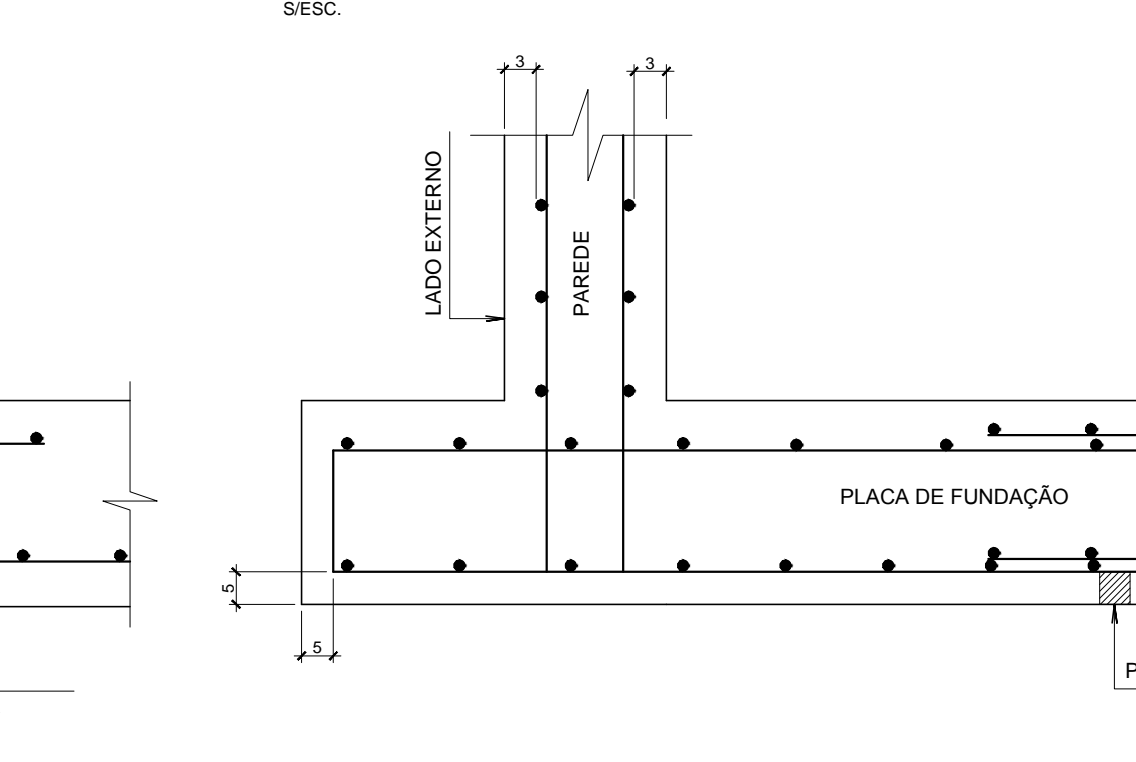 S/ESC.
3
3
LADO EXTERNO
PAREDE
PLACA DE FUNDAÇÃO
5
5
P